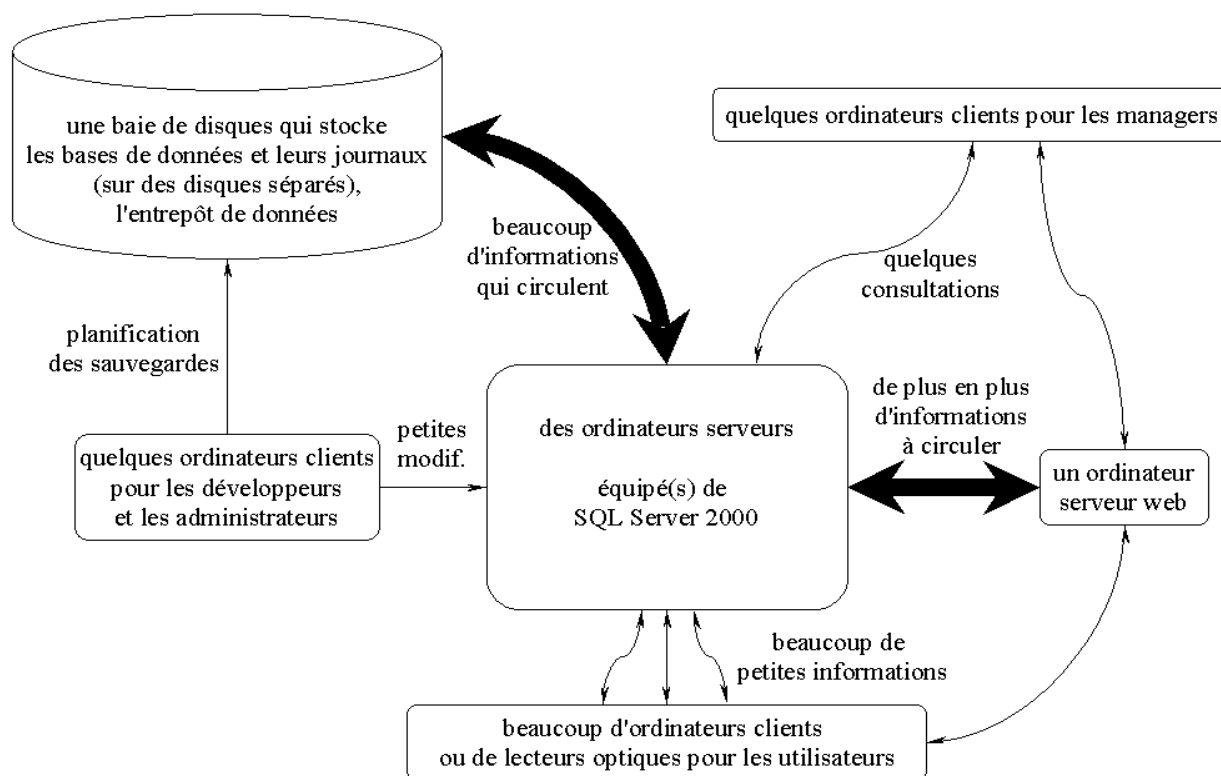 une baie de disques qui stocke
les bases de données et leurs journaux
(sur des disques séparés),
l'entrepôt de données
quelques ordinateurs clients pour les managers
beaucoup
d'informations
qui circulent
quelques
consultations
planification
des sauvegardes
de plus en plus
d'informations
à circuler
petites
modif.
des ordinateurs serveurs
équipé(s) de
SQL Server 2000
quelques ordinateurs clients
pour les développeurs
et les administrateurs
un ordinateur
serveur web
beaucoup de
petites informations
beaucoup d'ordinateurs clients
ou de lecteurs optiques pour les utilisateurs